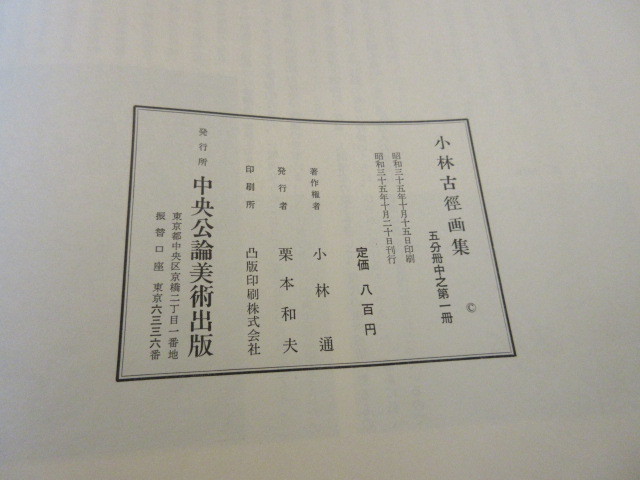 小林古徑画集
五分冊中之第一冊
©
昭和三十五年十月十五日印刷
昭和三十五年十月二十日刊行
定価 八百円
著作権者 小林通
発行者 栗本和夫
印刷所 凸版印刷株式会社
発行所 中央公論美術出版
東京都中央区京橋二丁目一番地
振替口座 東京六三三六番